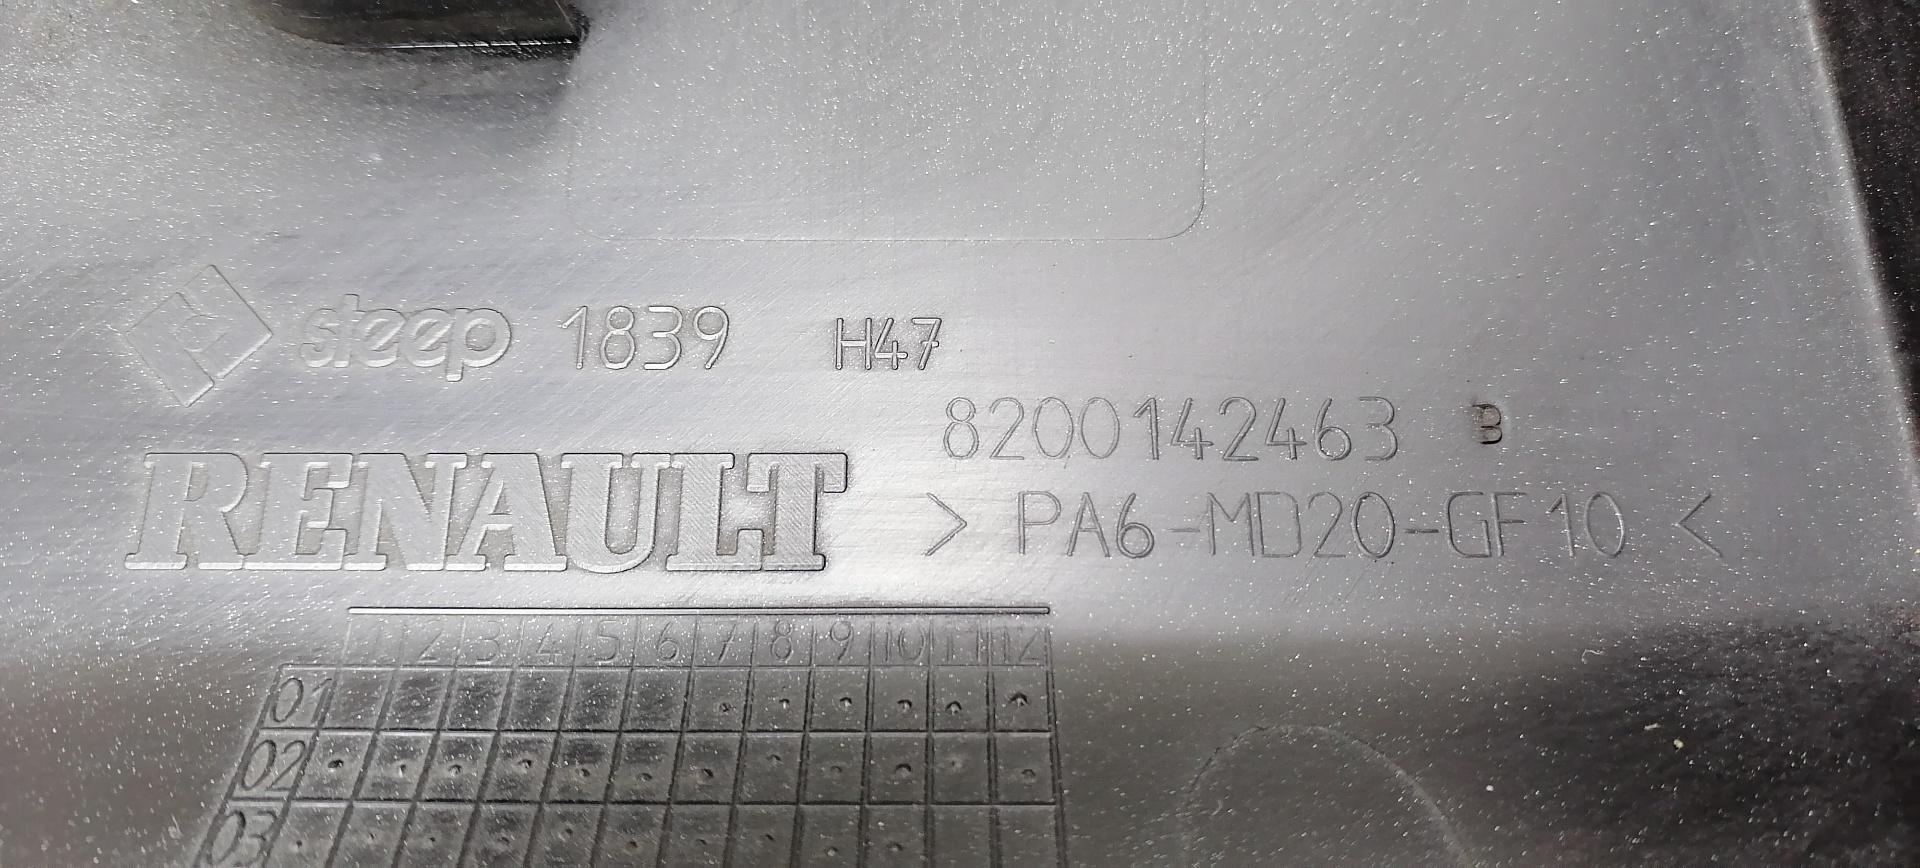 steep 1839 H47
8200142463 B
RENAULT
> PA6-MD20-GF10 <
1 2 3 4 5 6 7 8 9 10 11 12
01
02
03